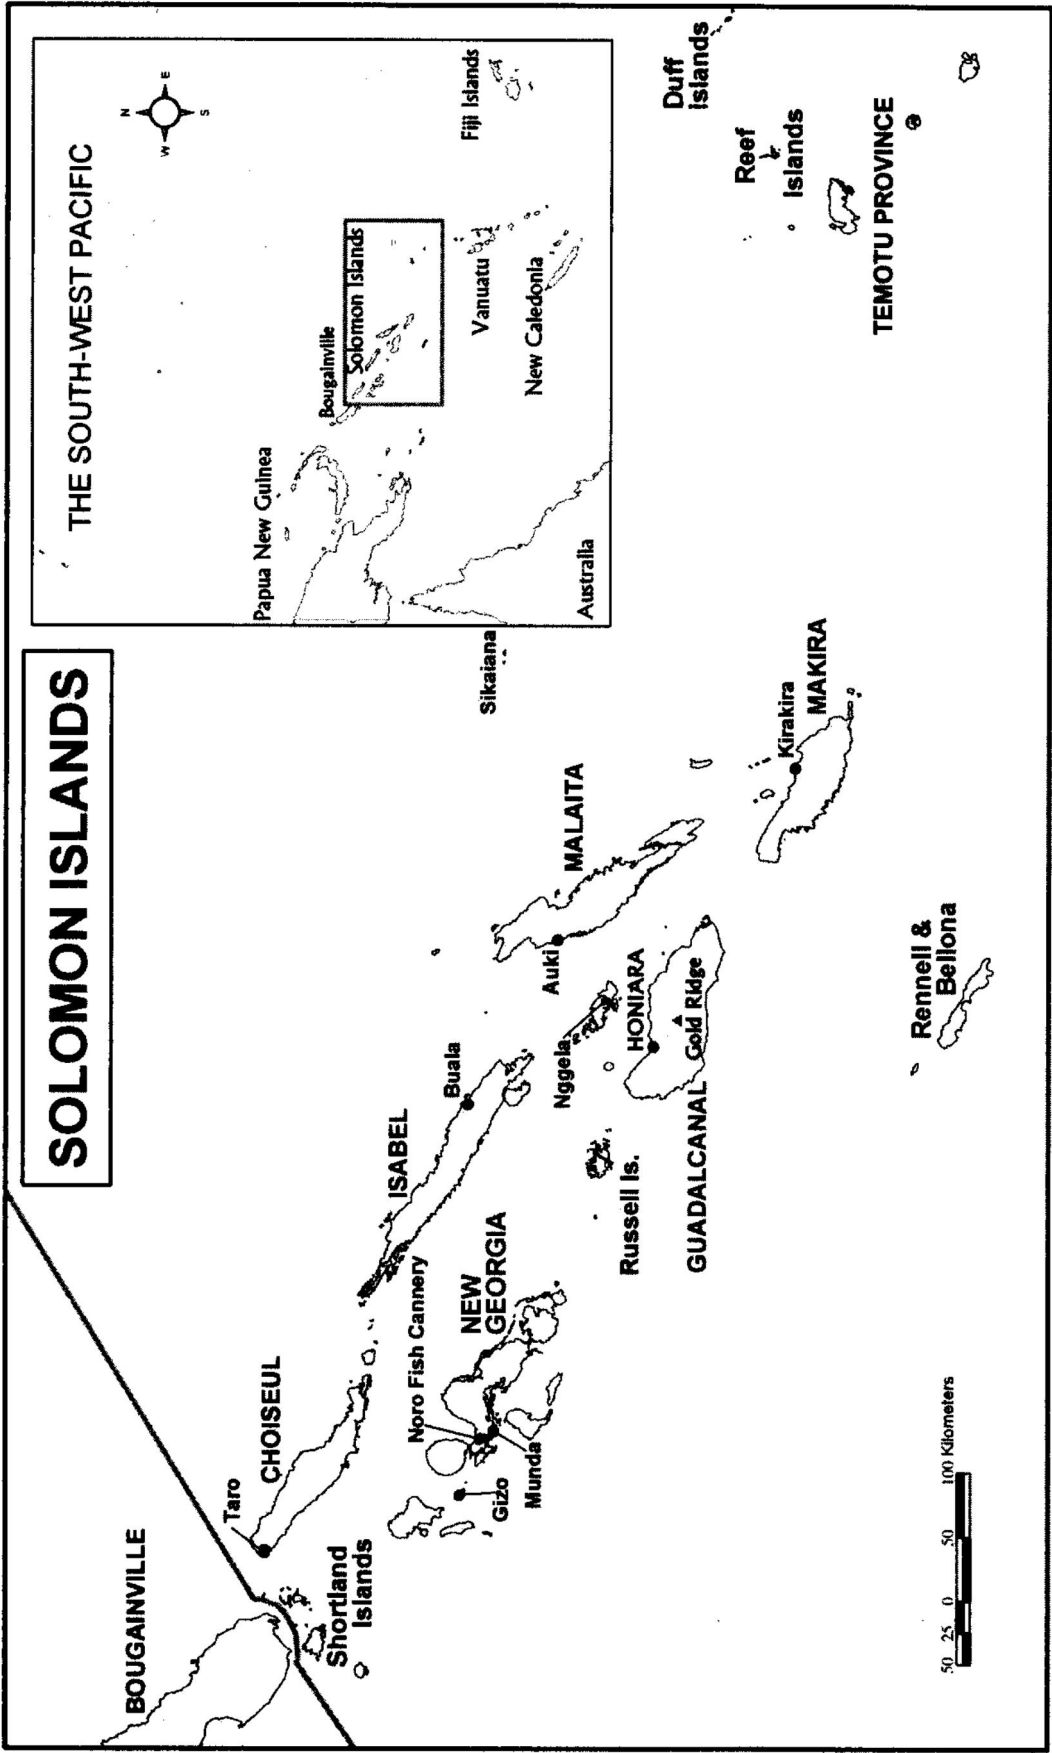 SOLOMON ISLANDS
THE SOUTH-WEST PACIFIC
N
W
E
S
Papua New Guinea
Bougainville
Solomon Islands
Fiji Islands
Vanuatu
New Caledonia
Australia
BOUGAINVILLE
Taro
CHOISEUL
Shortland
Islands
ISABEL
Buala
Noro Fish Cannery
NEW
GEORGIA
Gizo
Munda
Sikaiana
MALAITA
Auki
Nggela
Russell Is.
HONIARA
Gold Ridge
GUADALCANAL
Kirakira
MAKIRA
Rennell &
Bellona
Duff
islands
Reef
Islands
TEMOTU PROVINCE
50 25 0 50 100 Kilometers